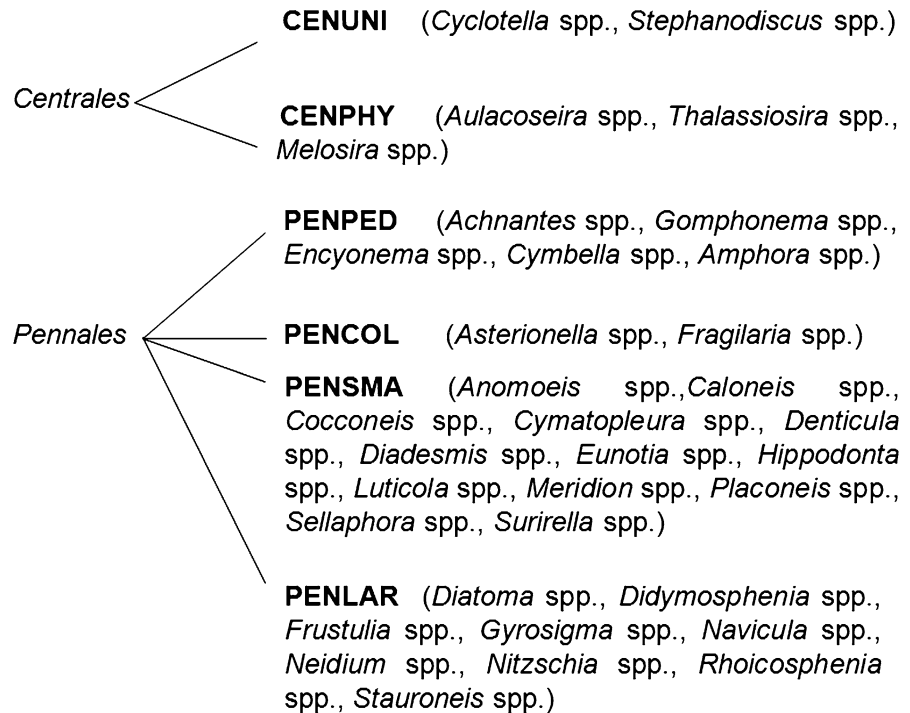 CENUNI (Cyclotella spp., Stephanodiscus spp.)
Centrales
CENPHY (Aulacoseira spp., Thalassiosira spp.,
Melosira spp.)
PENPED (Achnantes spp., Gomphonema spp.,
Encyonema spp., Cymbella spp., Amphora spp.)
Pennales
PENCOL (Asterionella spp., Fragilaria spp.)
PENSMA (Anomoeis spp.,Caloneis spp.,
Cocconeis spp., Cymatopleura spp., Denticula
spp., Diadesmis spp., Eunotia spp., Hippodonta
spp., Luticola spp., Meridion spp., Placoneis spp.,
Sellaphora spp., Surirella spp.)
PENLAR (Diatoma spp., Didymosphenia spp.,
Frustulia spp., Gyrosigma spp., Navicula spp.,
Neidium spp., Nitzschia spp., Rhoicosphenia
spp., Stauroneis spp.)